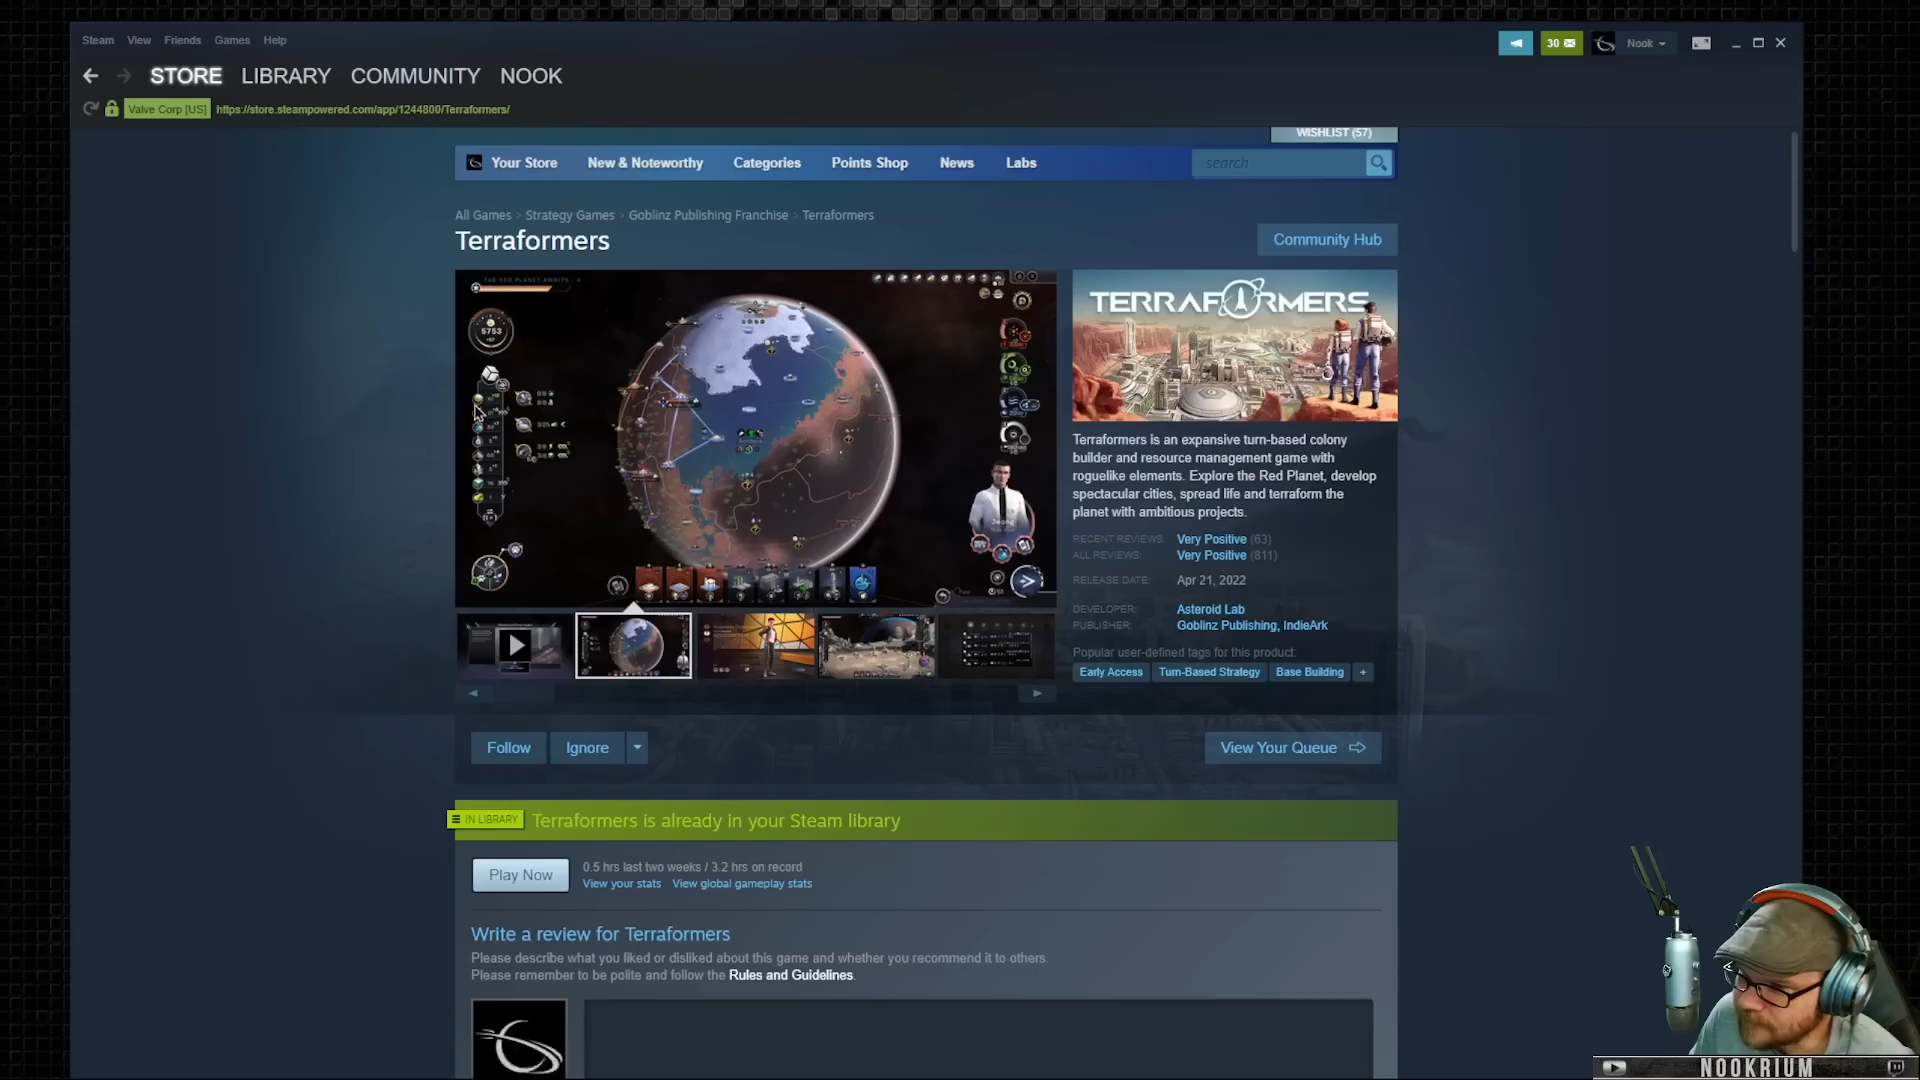 Steam View Friends Games Help
30
Nook
STORE LIBRARY COMMUNITY NOOK
Valve Corp [US] https://store.steampowered.com/app/1244800/Terraformers/
WISHLIST (57)
Your Store New & Noteworthy Categories Points Shop News Labs
search
All Games > Strategy Games > Goblinz Publishing Franchise > Terraformers
Terraformers
Community Hub
THE RED PLANET AWAITS
5753
TERRAFORMERS
Terraformers is an expansive turn-based colony
builder and resource management game with
roguelike elements. Explore the Red Planet, develop
spectacular cities, spread life and terraform the
planet with ambitious projects.
RECENT REVIEWS: Very Positive (63)
ALL REVIEWS: Very Positive (811)
RELEASE DATE: Apr 21, 2022
DEVELOPER: Asteroid Lab
PUBLISHER: Goblinz Publishing, IndieArk
Popular user-defined tags for this product:
Early Access Turn-Based Strategy Base Building +
Follow Ignore
View Your Queue
IN LIBRARY Terraformers is already in your Steam library
Play Now
0.5 hrs last two weeks / 3.2 hrs on record
View your stats View global gameplay stats
Write a review for Terraformers
Please describe what you liked or disliked about this game and whether you recommend it to others.
Please remember to be polite and follow the Rules and Guidelines.
NOOKRIUM